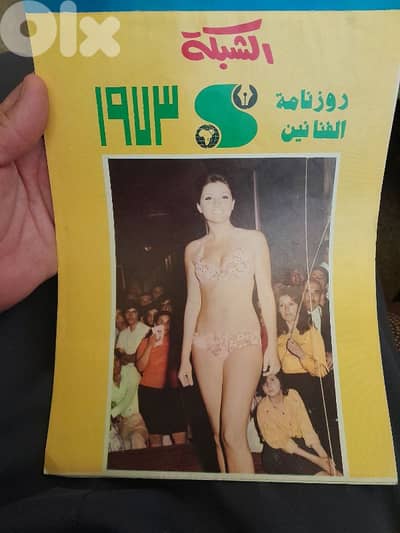 OLX
الشبكة
روزنامة
الفنانين
١٩٧٣